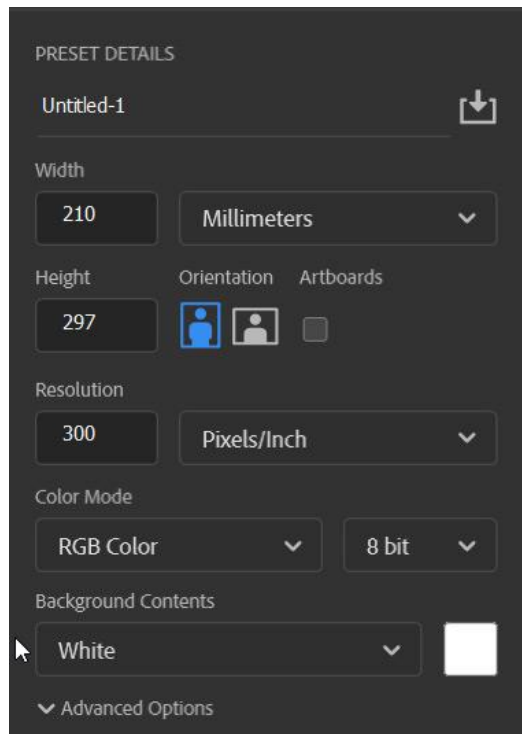 PRESET DETAILS
Untitled-1
Width
210 Millimeters
Height Orientation Artboards
297
Resolution
300 Pixels/Inch
Color Mode
RGB Color 8 bit
Background Contents
White
Advanced Options